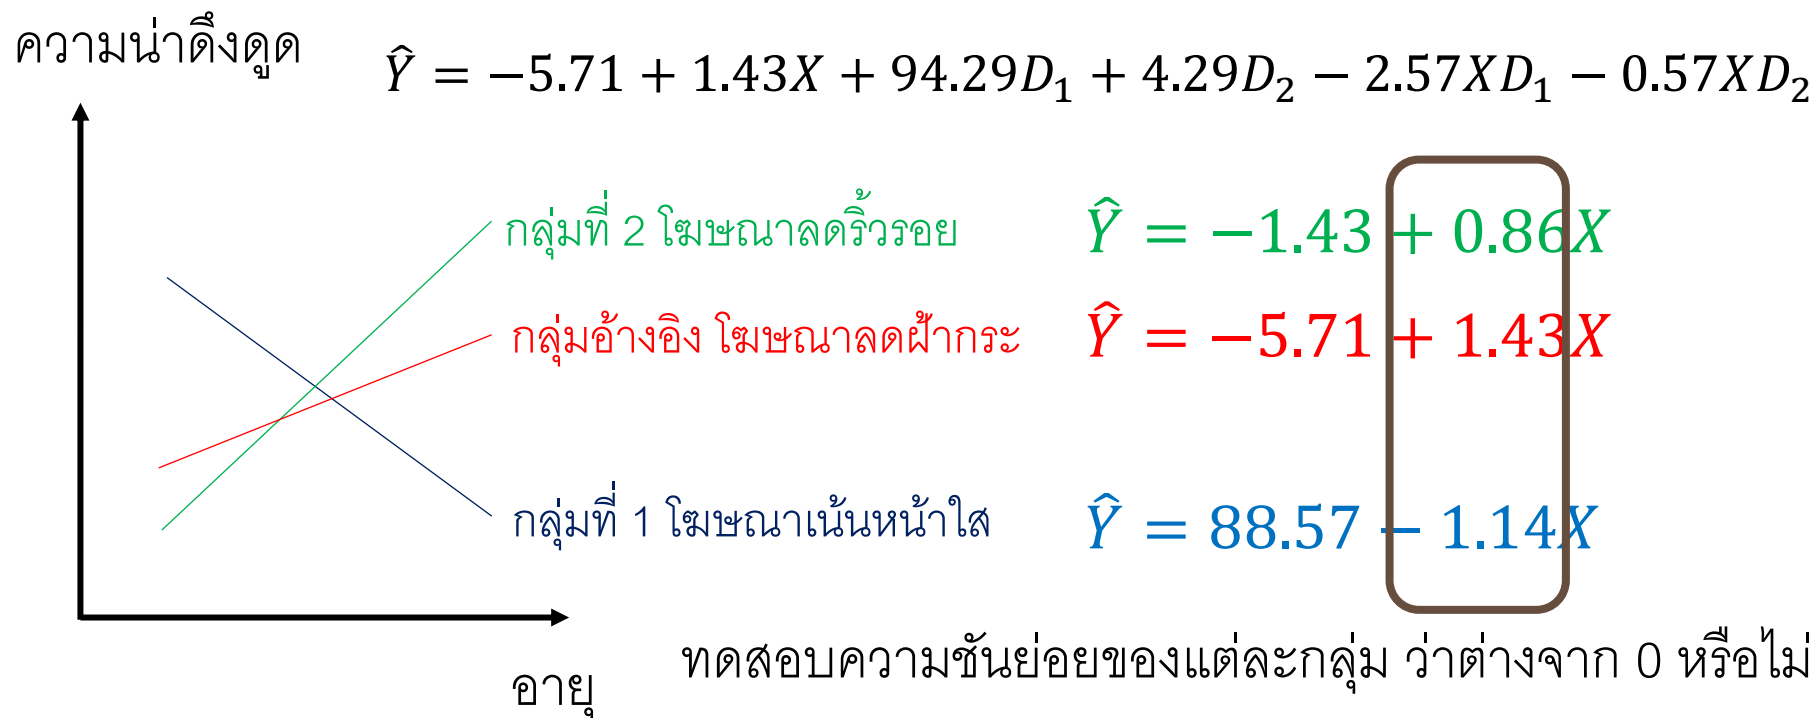 ความน่าดึงดูด
Ŷ = −5.71 + 1.43X + 94.29D₁ + 4.29D₂ − 2.57XD₁ − 0.57XD₂
กลุ่มที่ 2 โฆษณาลดริ้วรอย
Ŷ = −1.43 + 0.86X
กลุ่มอ้างอิง โฆษณาลดฝ้ากระ
Ŷ = −5.71 + 1.43X
กลุ่มที่ 1 โฆษณาเน้นหน้าใส
Ŷ = 88.57 − 1.14X
ทดสอบความชันย่อยของแต่ละกลุ่ม ว่าต่างจาก 0 หรือไม่
อายุ